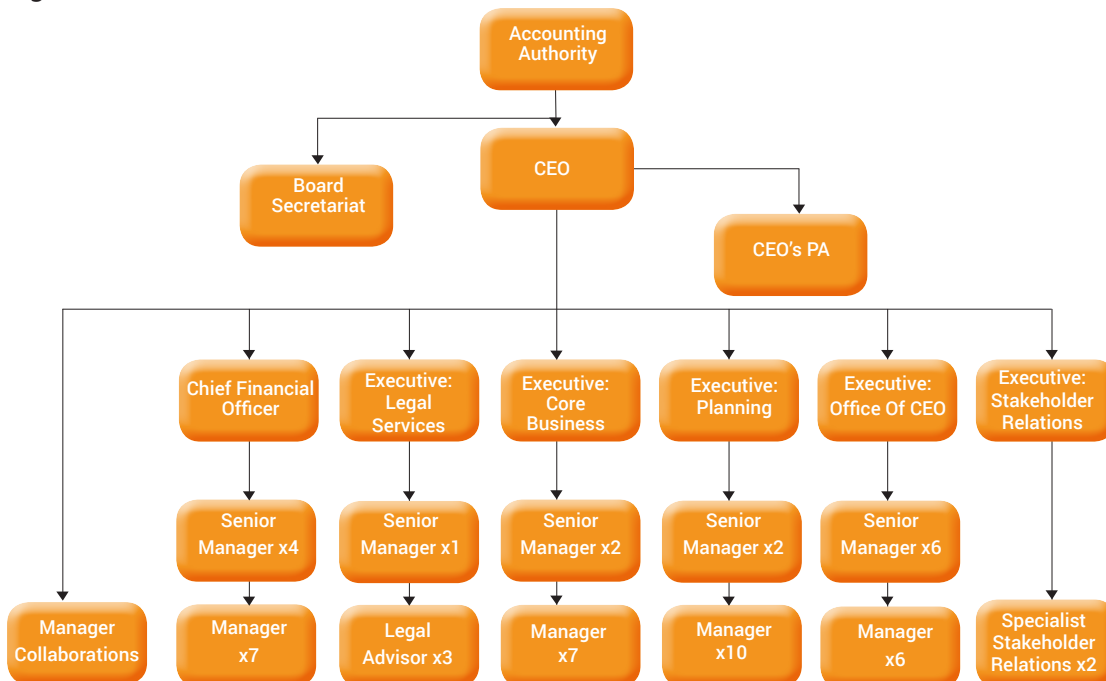 Accounting
Authority
CEO
Board
Secretariat
CEO's PA
Chief Financial
Officer
Executive:
Legal
Services
Executive:
Core
Business
Executive:
Planning
Executive:
Office Of CEO
Executive:
Stakeholder
Relations
Senior
Manager x4
Senior
Manager x1
Senior
Manager x2
Senior
Manager x2
Senior
Manager x6
Manager
Collaborations
Manager
x7
Legal
Advisor x3
Manager
x7
Manager
x10
Manager
x6
Specialist
Stakeholder
Relations x2